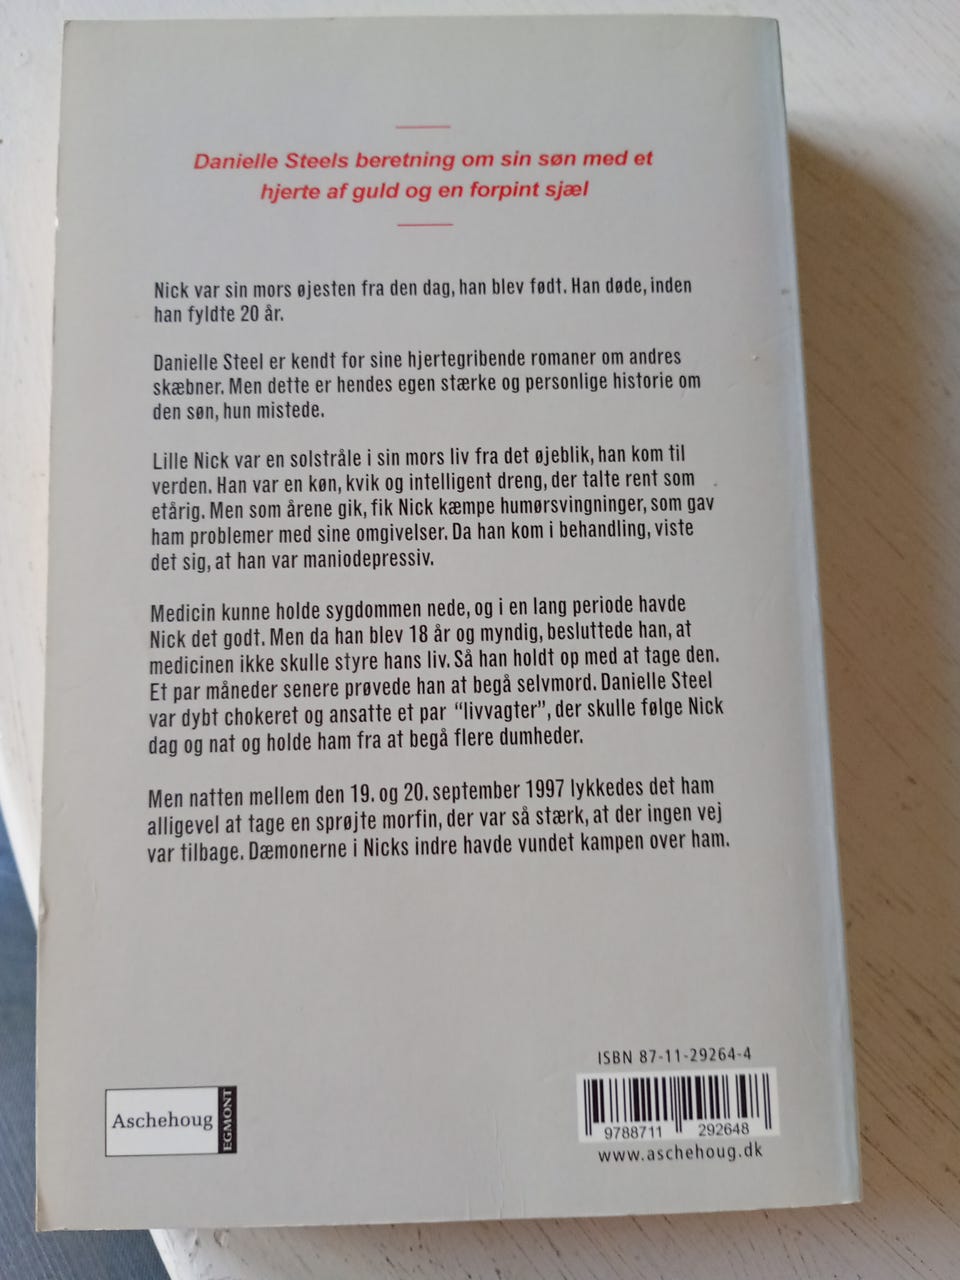 Danielle Steels beretning om sin søn med et
hjerte af guld og en forpint sjæl
Nick var sin mors øjesten fra den dag, han blev født. Han døde, inden
han fyldte 20 år.
Danielle Steel er kendt for sine hjertegribende romaner om andres
skæbner. Men dette er hendes egen stærke og personlige historie om
den søn, hun mistede.
Lille Nick var en solstråle i sin mors liv fra det øjeblik, han kom til
verden. Han var en køn, kvik og intelligent dreng, der talte rent som
etårig. Men som årene gik, fik Nick kæmpe humørsvingninger, som gav
ham problemer med sine omgivelser. Da han kom i behandling, viste
det sig, at han var maniodepressiv.
Medicin kunne holde sygdommen nede, og i en lang periode havde
Nick det godt. Men da han blev 18 år og myndig, besluttede han, at
medicinen ikke skulle styre hans liv. Så han holdt op med at tage den.
Et par måneder senere prøvede han at begå selvmord. Danielle Steel
var dybt chokeret og ansatte et par “livvagter”, der skulle følge Nick
dag og nat og holde ham fra at begå flere dumheder.
Men natten mellem den 19. og 20. september 1997 lykkedes det ham
alligevel at tage en sprøjte morfin, der var så stærk, at der ingen vej
var tilbage. Dæmonerne i Nicks indre havde vundet kampen over ham.
ISBN 87-11-29264-4
9788711 292648
www.aschehoug.dk
Aschehoug
EGMONT